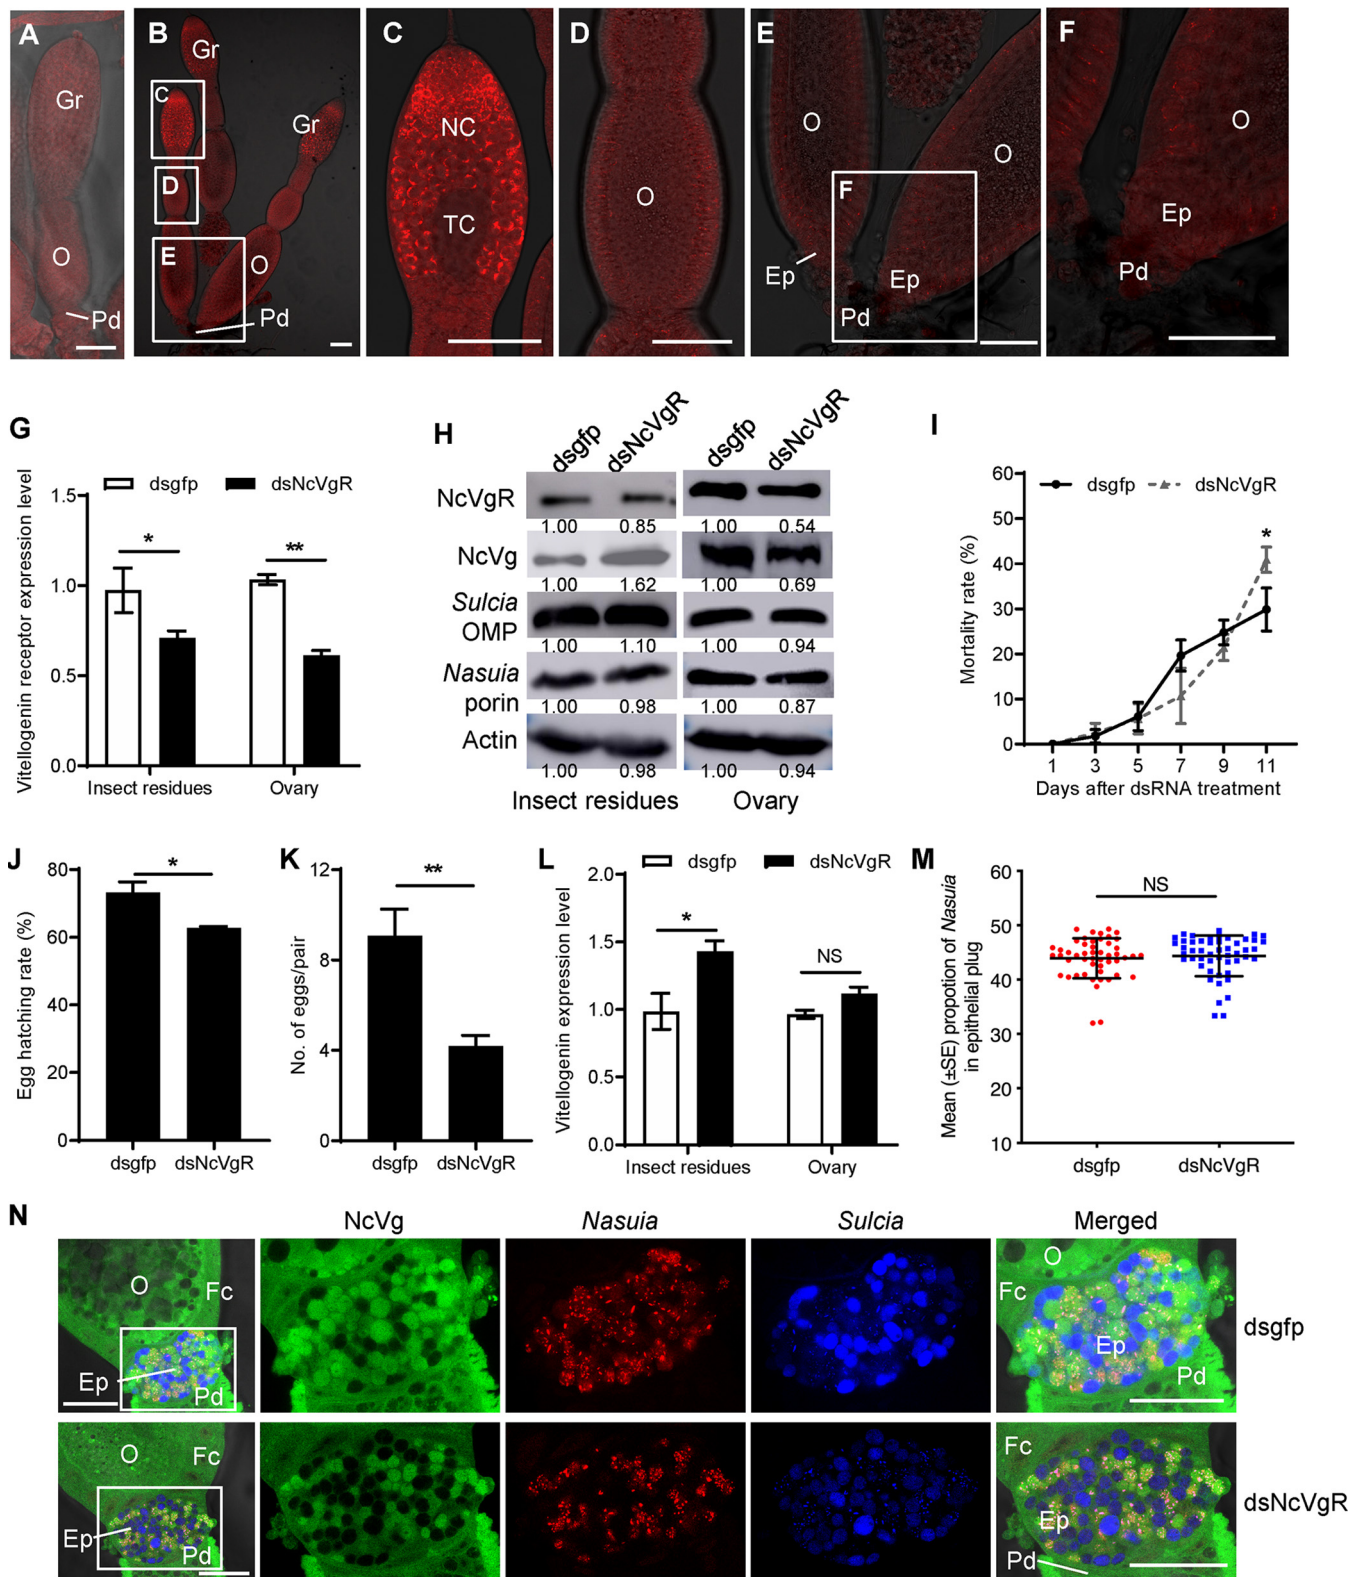 A
Gr
O
Pd
B
Gr
C
Gr
D
E
O
Pd
C
NC
TC
D
O
E
O
O
F
Ep
Ep
Pd
F
O
Ep
Pd
G
dsgfp
dsNcVgR
Vitellogenin receptor expression level
1.5
1.0
0.5
0.0
*
**
Insect residues
Ovary
H
dsgfp
dsNcVgR
dsgfp
dsNcVgR
NcVgR
1.00
0.85
1.00
0.54
NcVg
1.00
1.62
1.00
0.69
Sulcia
OMP
1.00
1.10
1.00
0.94
Nasuia
porin
1.00
0.98
1.00
0.87
Actin
1.00
0.98
1.00
0.94
Insect residues
Ovary
I
dsgfp
dsNcVgR
Mortality rate (%)
60
50
40
30
20
10
0
*
1 3 5 7 9 11
Days after dsRNA treatment
J
Egg hatching rate (%)
80
60
40
20
0
*
dsgfp
dsNcVgR
K
No. of eggs/pair
12
8
4
0
**
dsgfp
dsNcVgR
L
dsgfp
dsNcVgR
Vitellogenin expression level
2.0
1.5
1.0
0.5
0.0
*
NS
Insect residues
Ovary
M
Mean (±SE) propotion of Nasuia
in epithelial plug
60
50
40
30
20
10
NS
dsgfp
dsNcVgR
N
NcVg
Nasuia
Sulcia
Merged
O
Fc
Ep
Pd
O
Fc
Ep
Pd
dsgfp
O
Fc
Ep
Pd
Fc
Ep
Pd
dsNcVgR